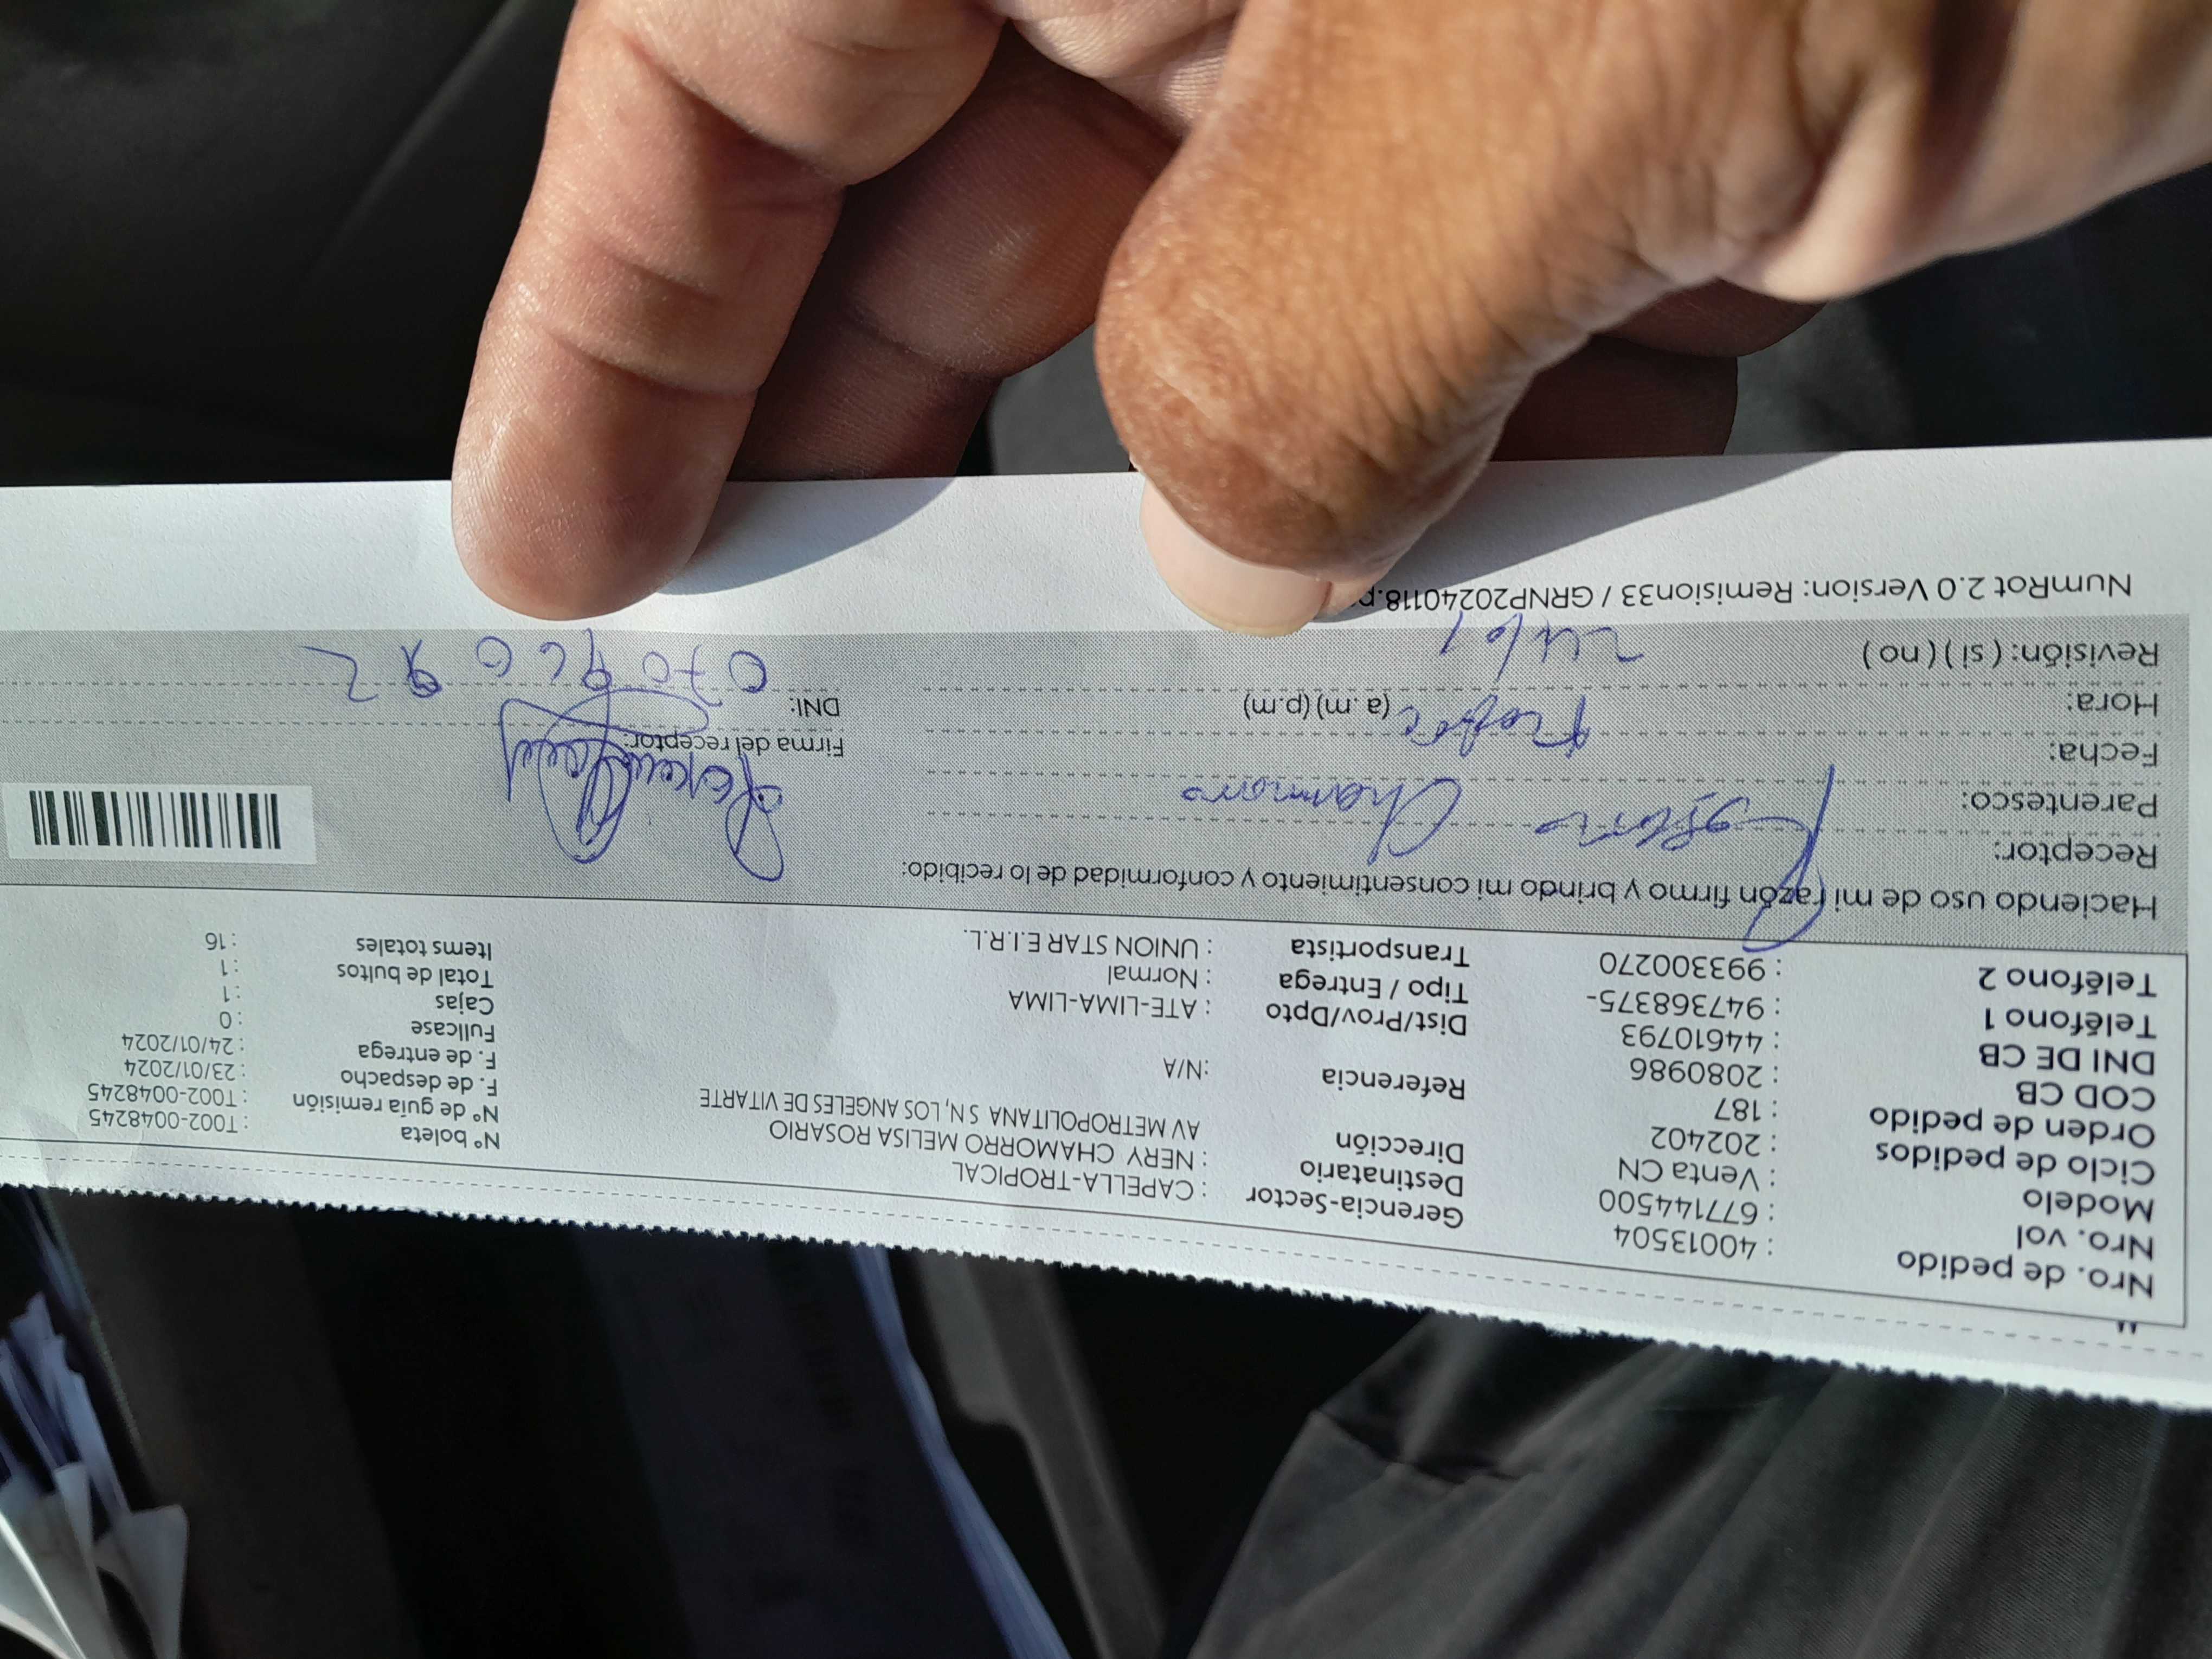 Nro. de pedido : 40013504 Gerencia-Sector : CAPELLA-TROPICAL Nº boleta : T002-0048245
Nro. vol : 677144500 Destinatario : NERY CHAMORRO MELISA ROSARIO Nº de guía remisión : T002-0048245
Modelo : Venta CN Dirección AV METROPOLITANA S N, LOS ANGELES DE VITARTE F. de despacho : 23/01/2024
Ciclo de pedidos : 202402 F. de entrega : 24/01/2024
Orden de pedido : 187 Referencia :N/A Fullcase : 0
COD CB : 2080986 Cajas : 1
DNI DE CB : 44610793 Dist/Prov/Dpto : ATE-LIMA-LIMA Total de bultos : 1
Teléfono 1 : 947368375- Tipo / Entrega : Normal Items totales : 16
Teléfono 2 : 993300270 Transportista : UNION STAR E.I.R.L.
Haciendo uso de mi razón firmo y brindo mi consentimiento y conformidad de lo recibido:
Receptor: Chamorro
Parentesco:
Fecha: Firma del receptor:
Hora: (a. m) (p.m) DNI:
Revisión: ( si ) ( no ) 24/01
NumRot 2.0 Version: Remision33 / GRNP20240118.p